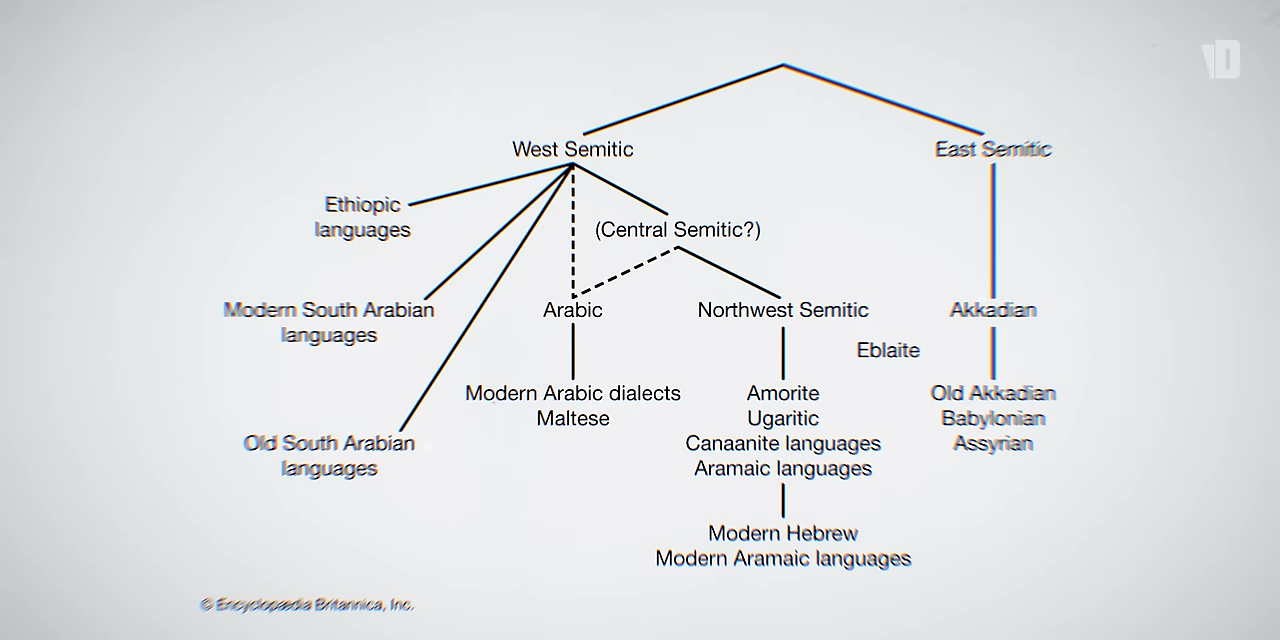 West Semitic
East Semitic
Ethiopic
languages
(Central Semitic?)
Modern South Arabian
languages
Arabic
Northwest Semitic
Akkadian
Eblaite
Modern Arabic dialects
Maltese
Amorite
Ugaritic
Canaanite languages
Aramaic languages
Old Akkadian
Babylonian
Assyrian
Old South Arabian
languages
Modern Hebrew
Modern Aramaic languages
© Encyclopædia Britannica, Inc.
D